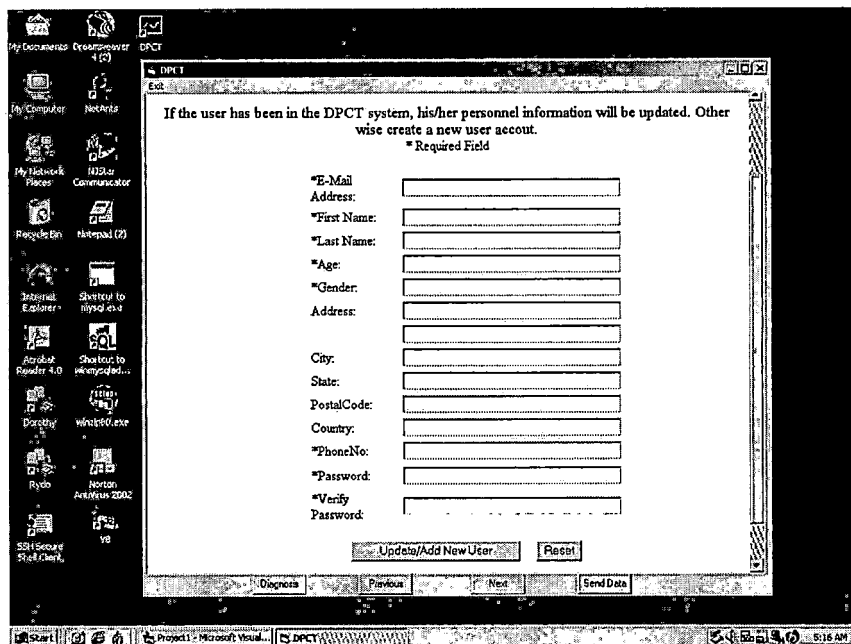 My Documents
Dreamweaver 4 (2)
DPCT
My Computer
NetAnts
My Network Places
NJStar Communicator
Recycle Bin
Notepad (2)
Internet Explorer
Shortcut to mysql.exe
Acrobat Reader 4.0
Shortcut to winmysqlad...
Dorothy
winzip80.exe
Rydo
Norton AntiVirus 2002
SSH Secure Shell Client
DPCT
Exit
If the user has been in the DPCT system, his/her personnel information will be updated. Other
wise create a new user accout.
* Required Field
*E-Mail
Address:
*First Name:
*Last Name:
*Age:
*Gender:
Address:
City:
State:
PostalCode:
Country:
*PhoneNo:
*Password:
*Verify
Password:
Update/Add New User
Reset
Diagnosis
Previous
Next
Send Data
Start
Project1 - Microsoft Visual...
DPCT
5:16 AM